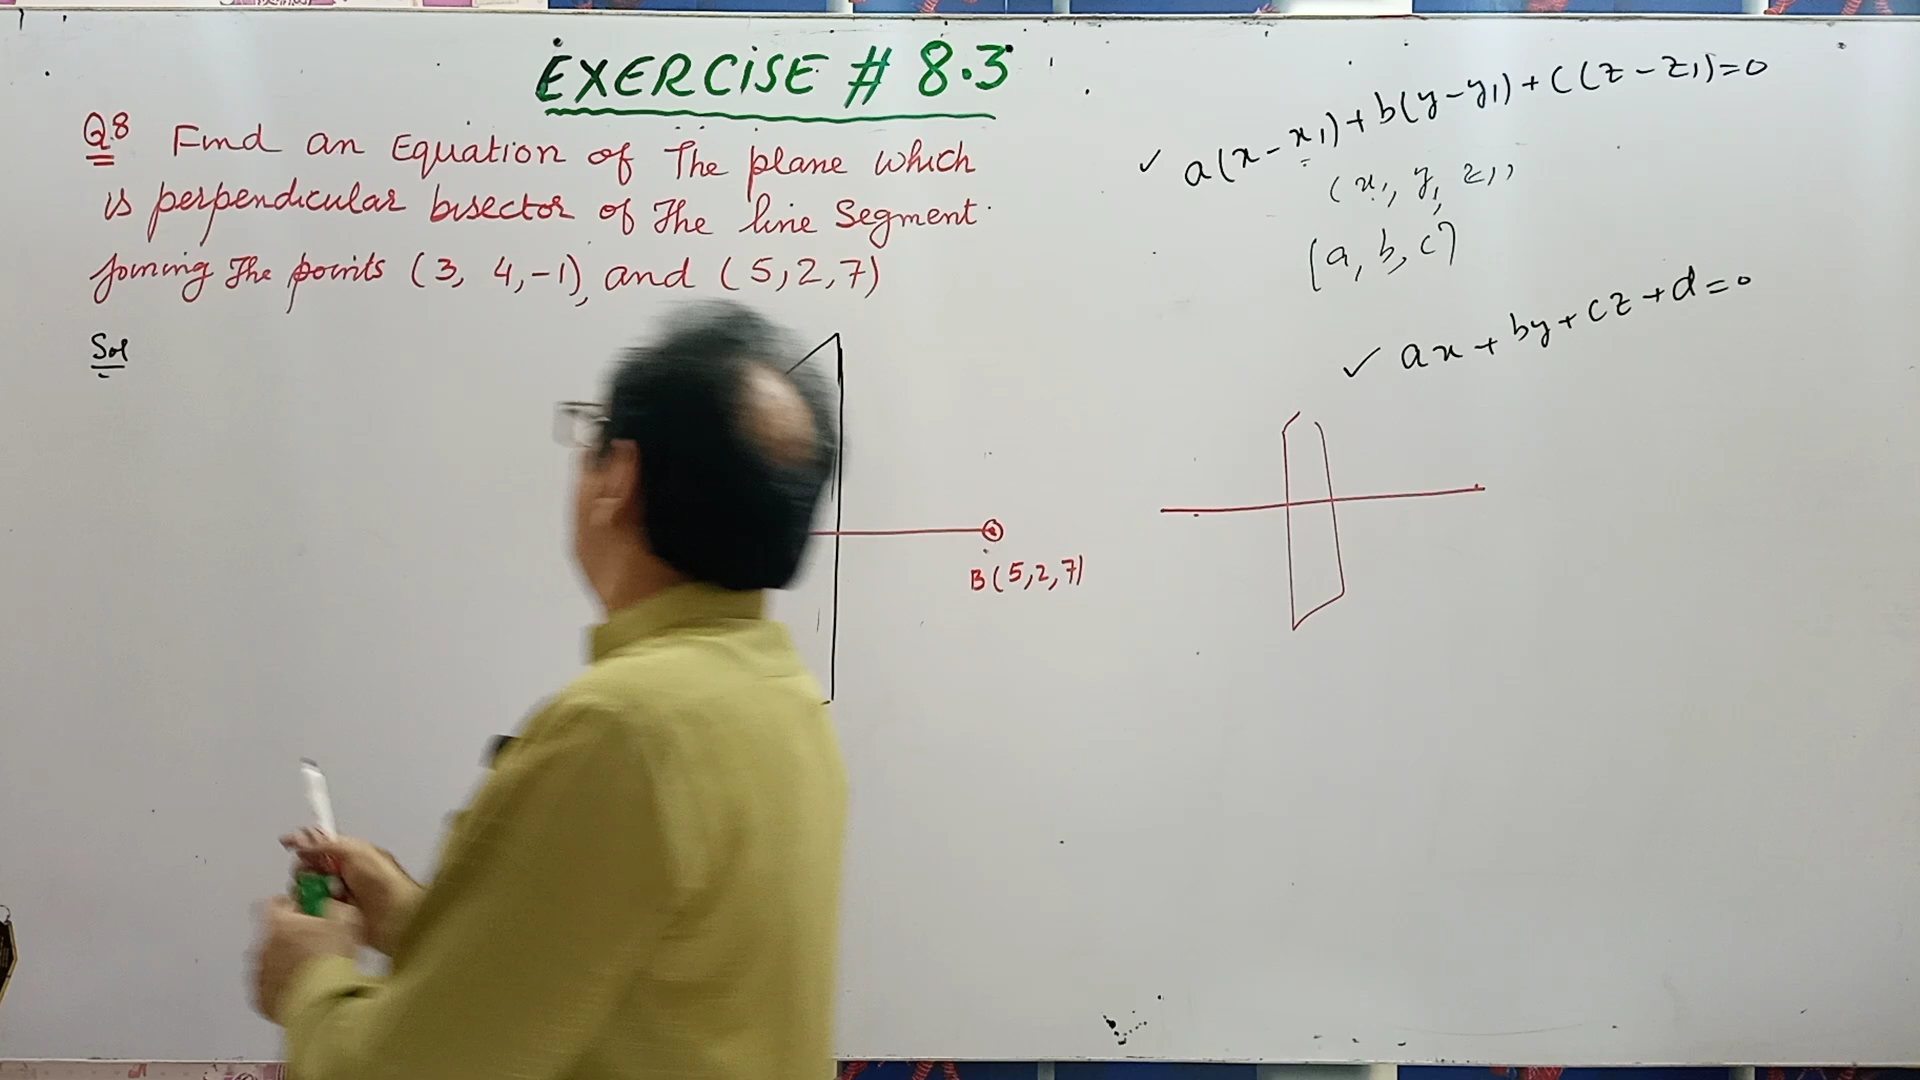 EXERCISE # 8.3
Q.8 Find an Equation of The plane which
is perpendicular bisector of The line Segment
joining The points (3, 4, -1), and (5, 2, 7)
Sol
B(5, 2, 7)
✓ a(x - x₁) + b(y - y₁) + c(z - z₁) = 0
(x₁, y₁, z₁)
(a, b, c)
✓ ax + by + cz + d = 0